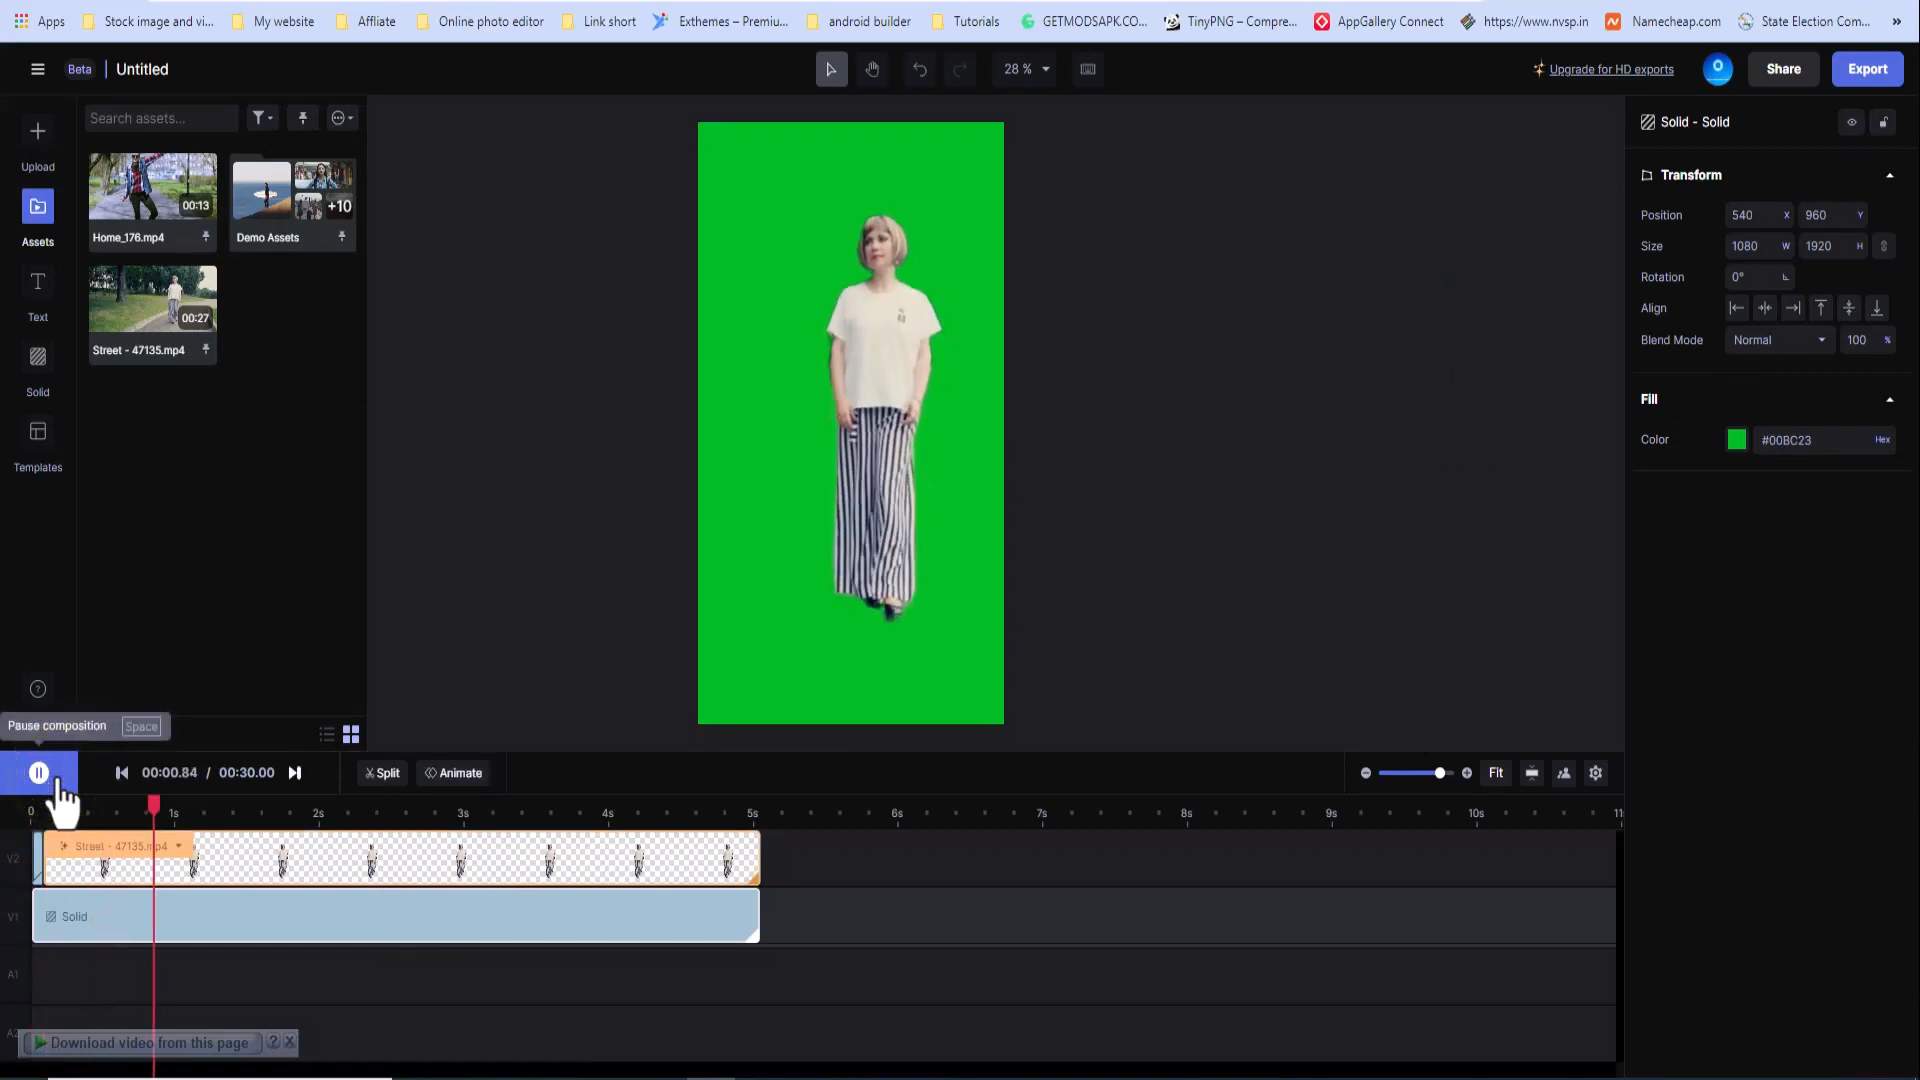 Apps
Stock image and vi...
My website
Affliate
Online photo editor
Link short
Exthemes – Premiu...
android builder
Tutorials
GETMODSAPK.CO...
TinyPNG – Compre...
AppGallery Connect
https://www.nvsp.in
Namecheap.com
State Election Com...
»
Beta
Untitled
28 %
Upgrade for HD exports
Share
Export
Search assets...
Upload
Assets
Text
Solid
Templates
00:13
Home_176.mp4
+10
Demo Assets
00:27
Street - 47135.mp4
Solid - Solid
Transform
Position
540 X
960 Y
Size
1080 W
1920 H
Rotation
0°
Align
Blend Mode
Normal
100 %
Fill
Color
#00BC23
Hex
?
Pause composition
Space
00:00.84 / 00:30.00
Split
Animate
Fit
0
1s
2s
3s
4s
5s
6s
7s
8s
9s
10s
V2
Street - 47135.mp4
V1
Solid
A1
A2
Download video from this page
?
X